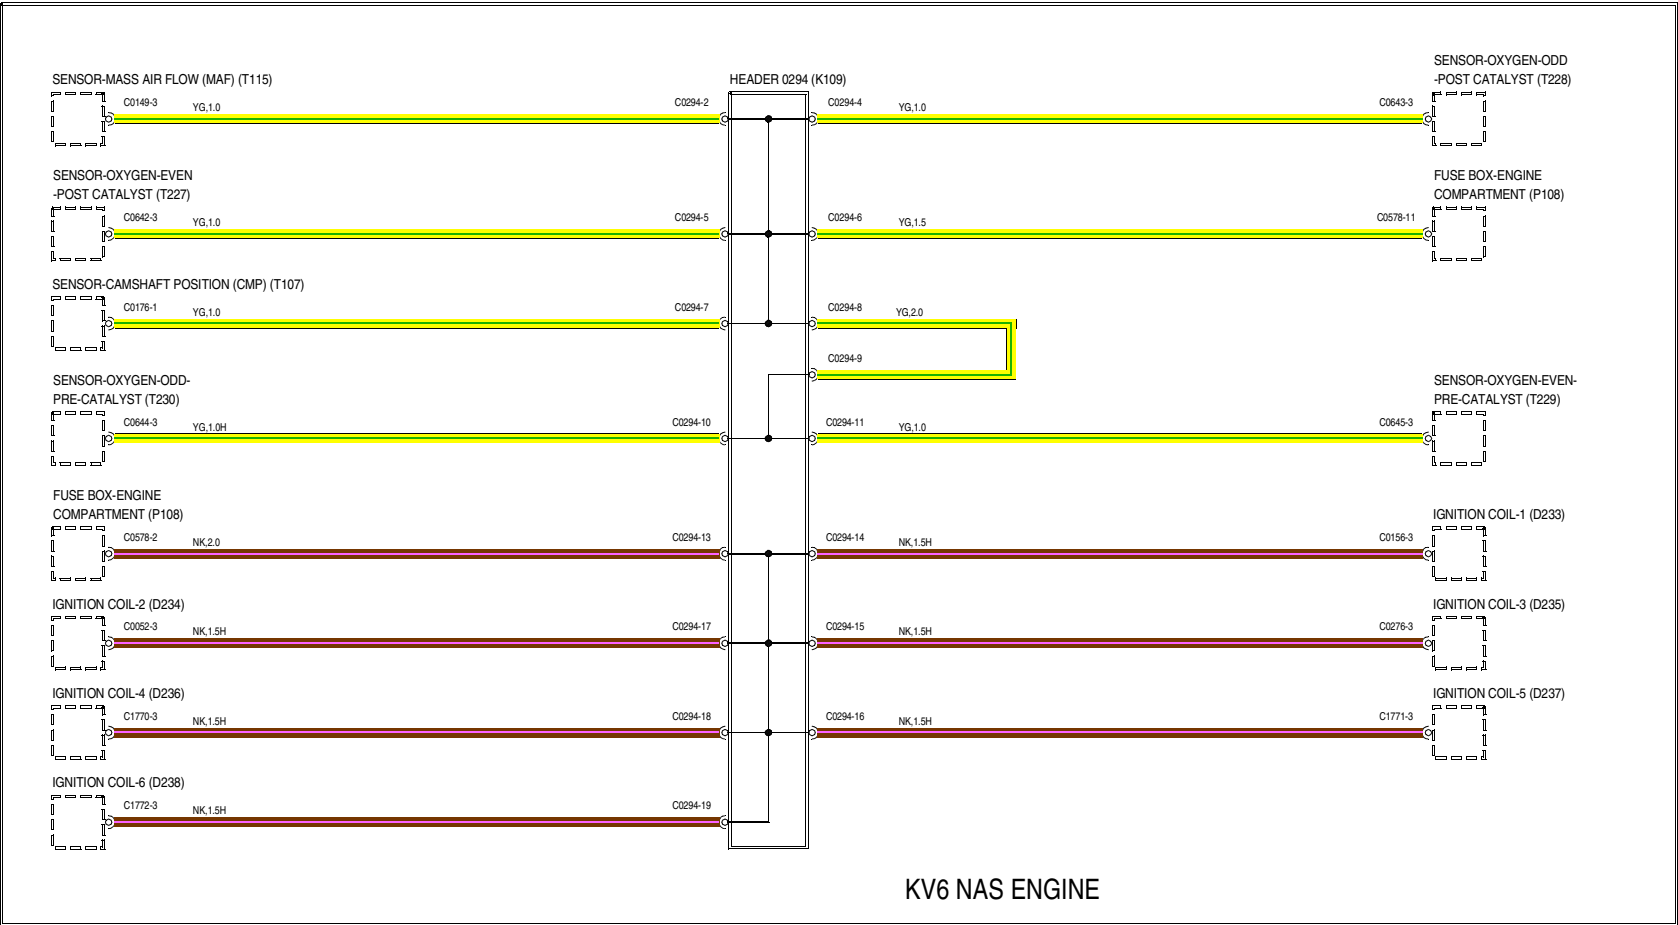 SENSOR-MASS AIR FLOW (MAF) (T115)
C0149-3
YG,1.0
C0294-2
HEADER 0294 (K109)
C0294-4
YG,1.0
C0643-3
SENSOR-OXYGEN-ODD
-POST CATALYST (T228)
SENSOR-OXYGEN-EVEN
-POST CATALYST (T227)
C0642-3
YG,1.0
C0294-5
C0294-6
YG,1.5
C0578-11
FUSE BOX-ENGINE
COMPARTMENT (P108)
SENSOR-CAMSHAFT POSITION (CMP) (T107)
C0176-1
YG,1.0
C0294-7
C0294-8
YG,2.0
C0294-9
SENSOR-OXYGEN-ODD-
PRE-CATALYST (T230)
C0644-3
YG,1.0H
C0294-10
C0294-11
YG,1.0
C0645-3
SENSOR-OXYGEN-EVEN-
PRE-CATALYST (T229)
FUSE BOX-ENGINE
COMPARTMENT (P108)
C0578-2
NK,2.0
C0294-13
C0294-14
NK,1.5H
C0156-3
IGNITION COIL-1 (D233)
IGNITION COIL-2 (D234)
C0052-3
NK,1.5H
C0294-17
C0294-15
NK,1.5H
C0276-3
IGNITION COIL-3 (D235)
IGNITION COIL-4 (D236)
C1770-3
NK,1.5H
C0294-18
C0294-16
NK,1.5H
C1771-3
IGNITION COIL-5 (D237)
IGNITION COIL-6 (D238)
C1772-3
NK,1.5H
C0294-19
KV6 NAS ENGINE